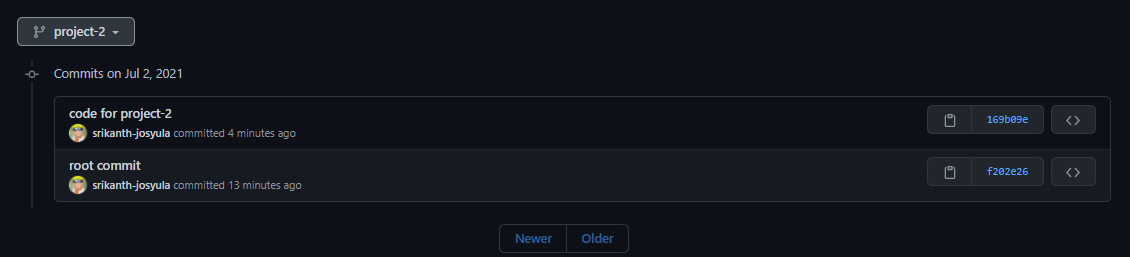 project-2
Commits on Jul 2, 2021
code for project-2
srikanth-josyula committed 4 minutes ago
169b09e
root commit
srikanth-josyula committed 13 minutes ago
f202e26
Newer Older